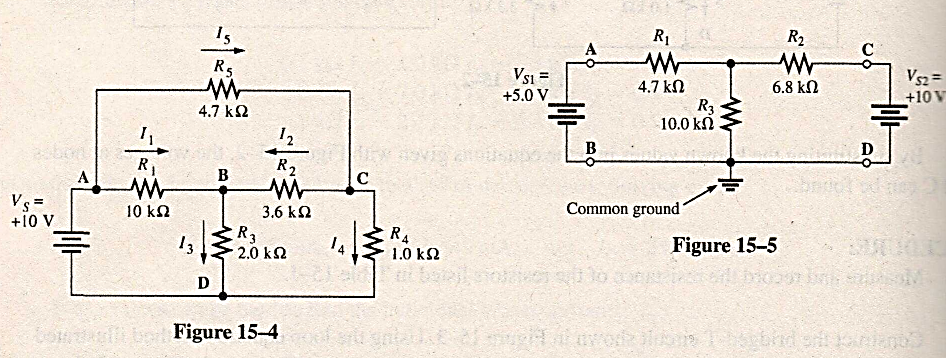 I5
R5
4.7 kΩ
I1
R1
10 kΩ
I2
R2
3.6 kΩ
A
B
C
VS =
+10 V
I3
R3
2.0 kΩ
I4
R4
1.0 kΩ
D
Figure 15–4
A
R1
4.7 kΩ
R2
6.8 kΩ
C
VS1 =
+5.0 V
R3
10.0 kΩ
VS2 =
+10 V
B
D
Common ground
Figure 15–5